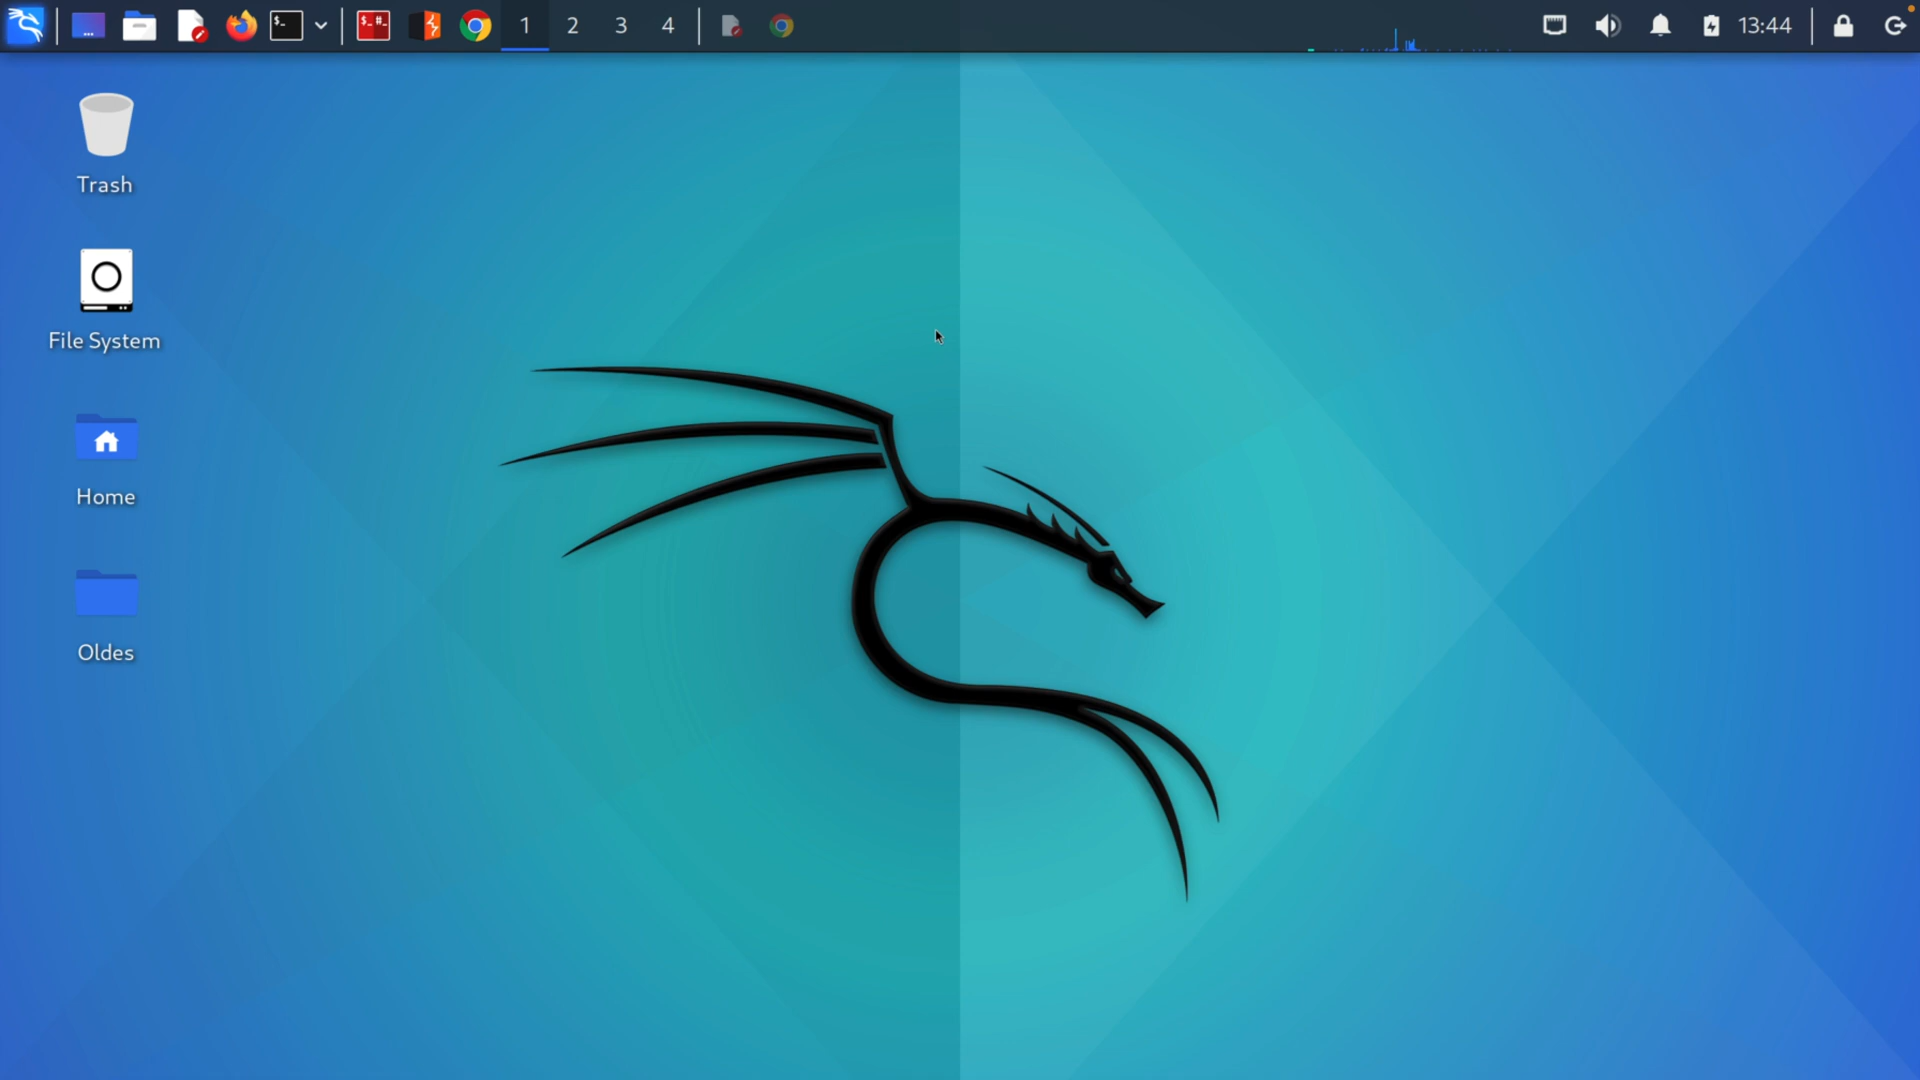 $_
$_ #_
1
2
3
4
13:44
Trash
File System
Home
Oldes